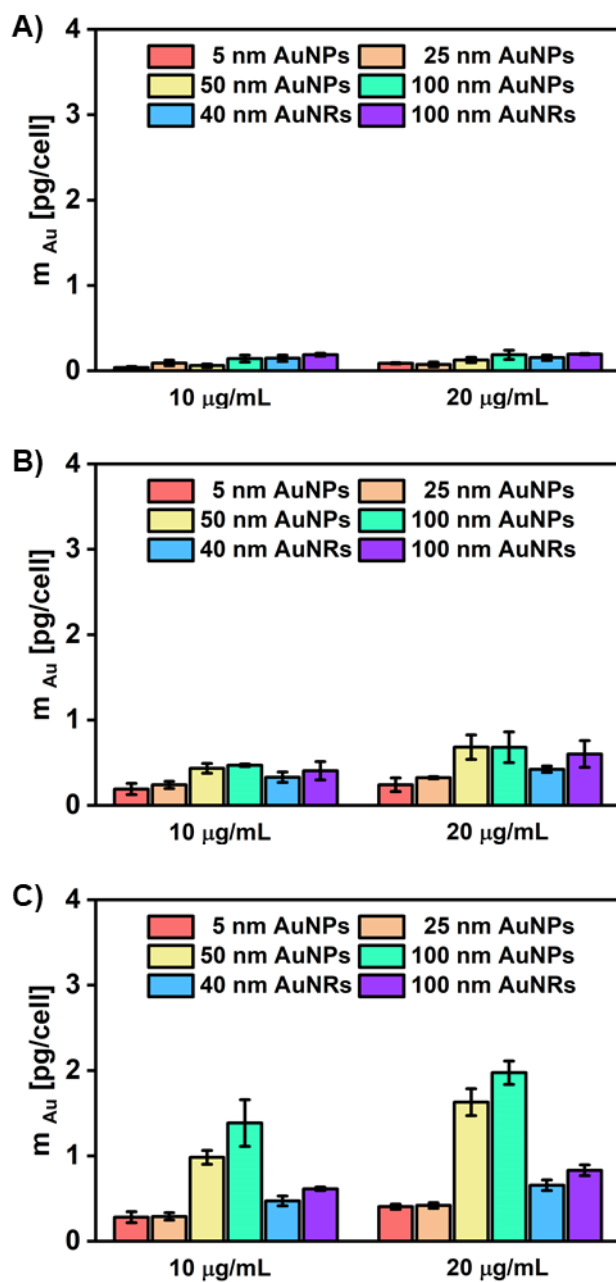 A)
4
3
2
1
0
m Au [pg/cell]
5 nm AuNPs 25 nm AuNPs
50 nm AuNPs 100 nm AuNPs
40 nm AuNRs 100 nm AuNRs
10 μg/mL 20 μg/mL
B)
4
3
2
1
0
m Au [pg/cell]
5 nm AuNPs 25 nm AuNPs
50 nm AuNPs 100 nm AuNPs
40 nm AuNRs 100 nm AuNRs
10 μg/mL 20 μg/mL
C)
4
3
2
1
0
m Au [pg/cell]
5 nm AuNPs 25 nm AuNPs
50 nm AuNPs 100 nm AuNPs
40 nm AuNRs 100 nm AuNRs
10 μg/mL 20 μg/mL